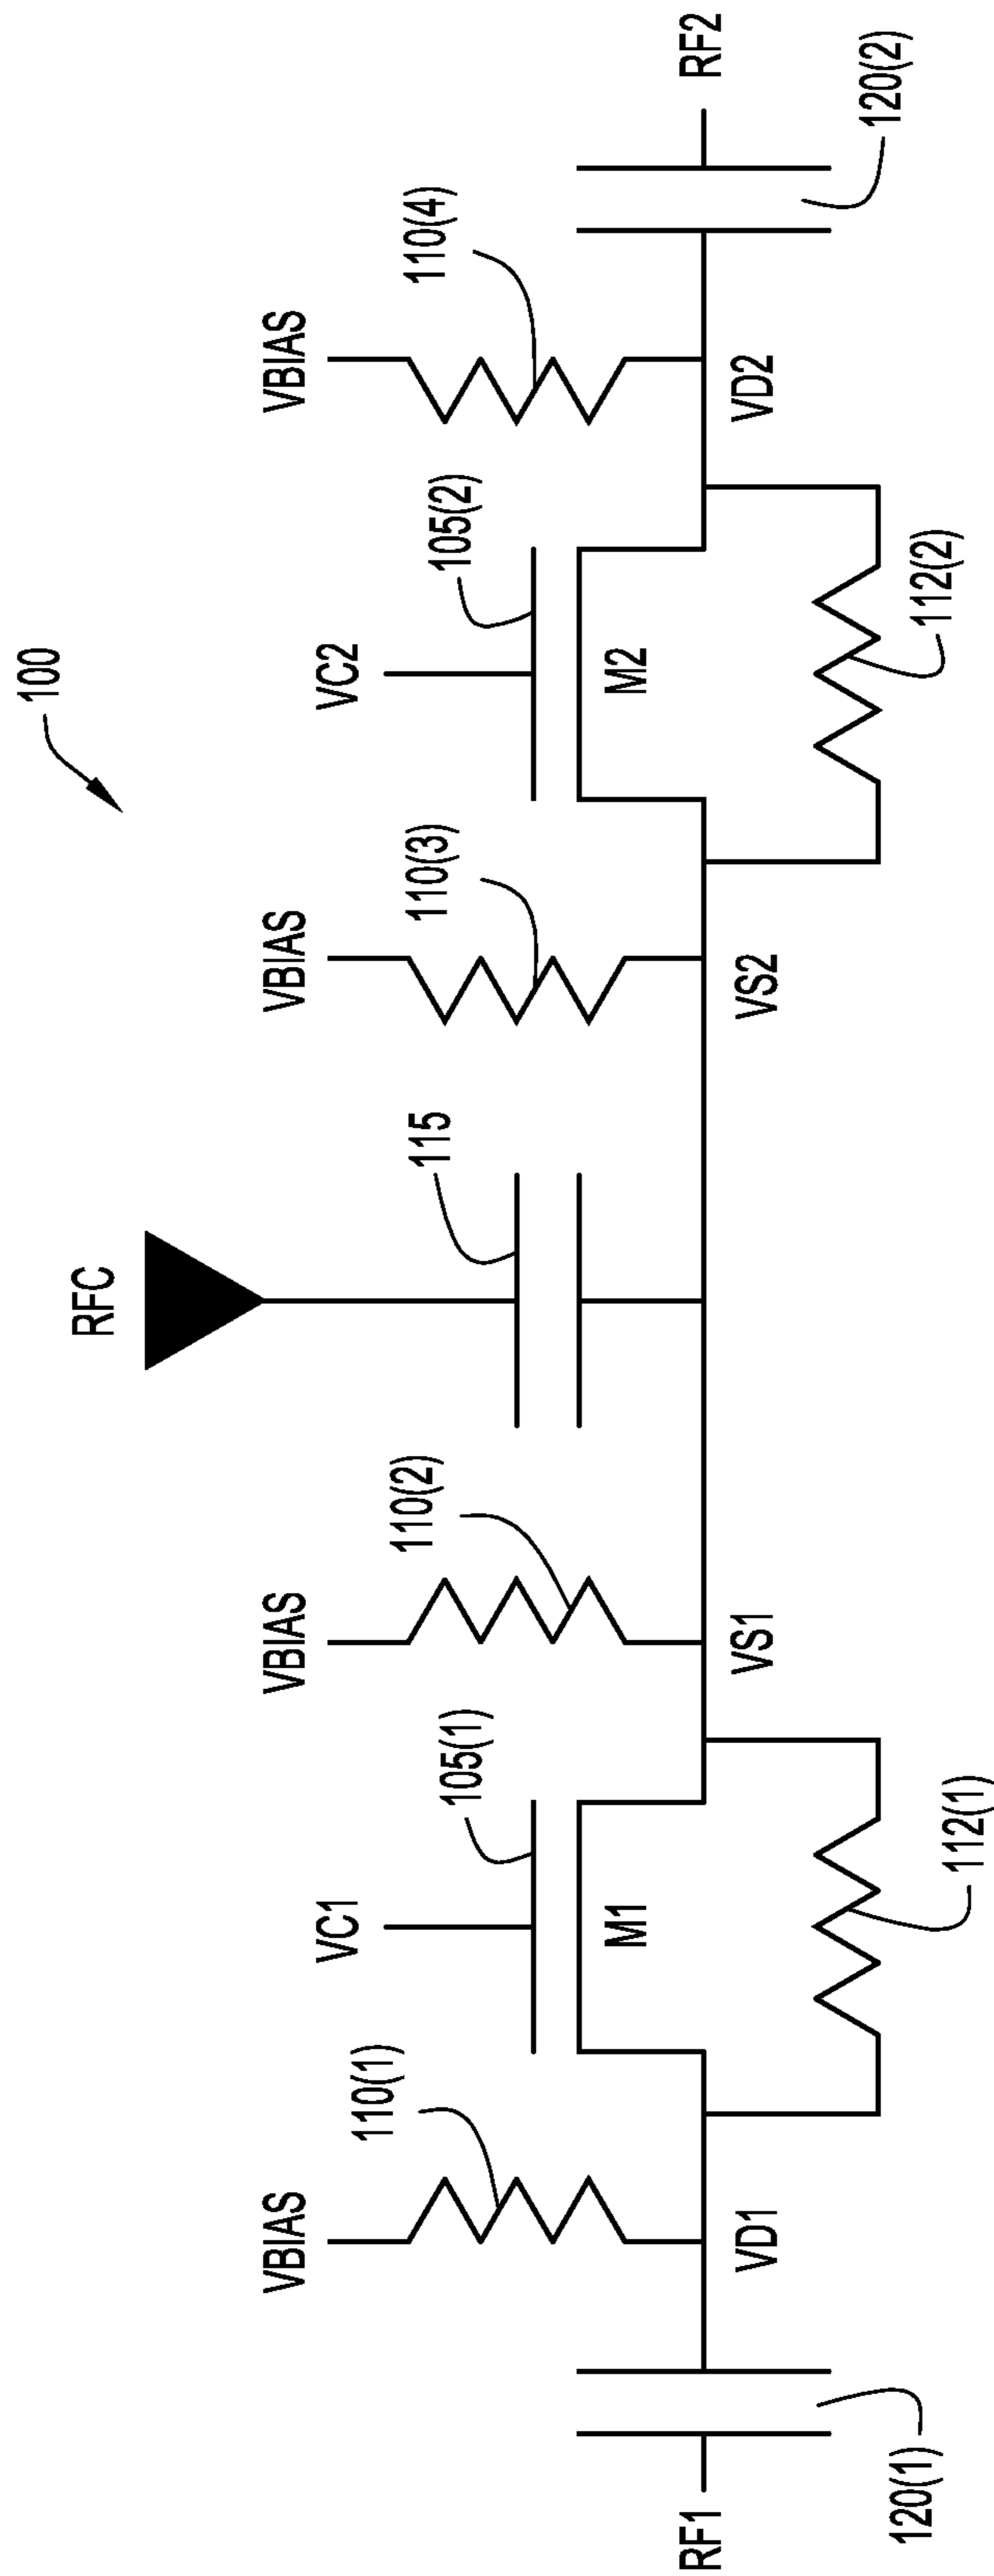 100
RFC
VBIAS
VBIAS
VBIAS
VBIAS
VC1
VC2
110(1)
105(1)
110(2)
115
110(3)
105(2)
110(4)
M1
M2
RF1
RF2
VD1
VS1
VS2
VD2
120(1)
112(1)
112(2)
120(2)